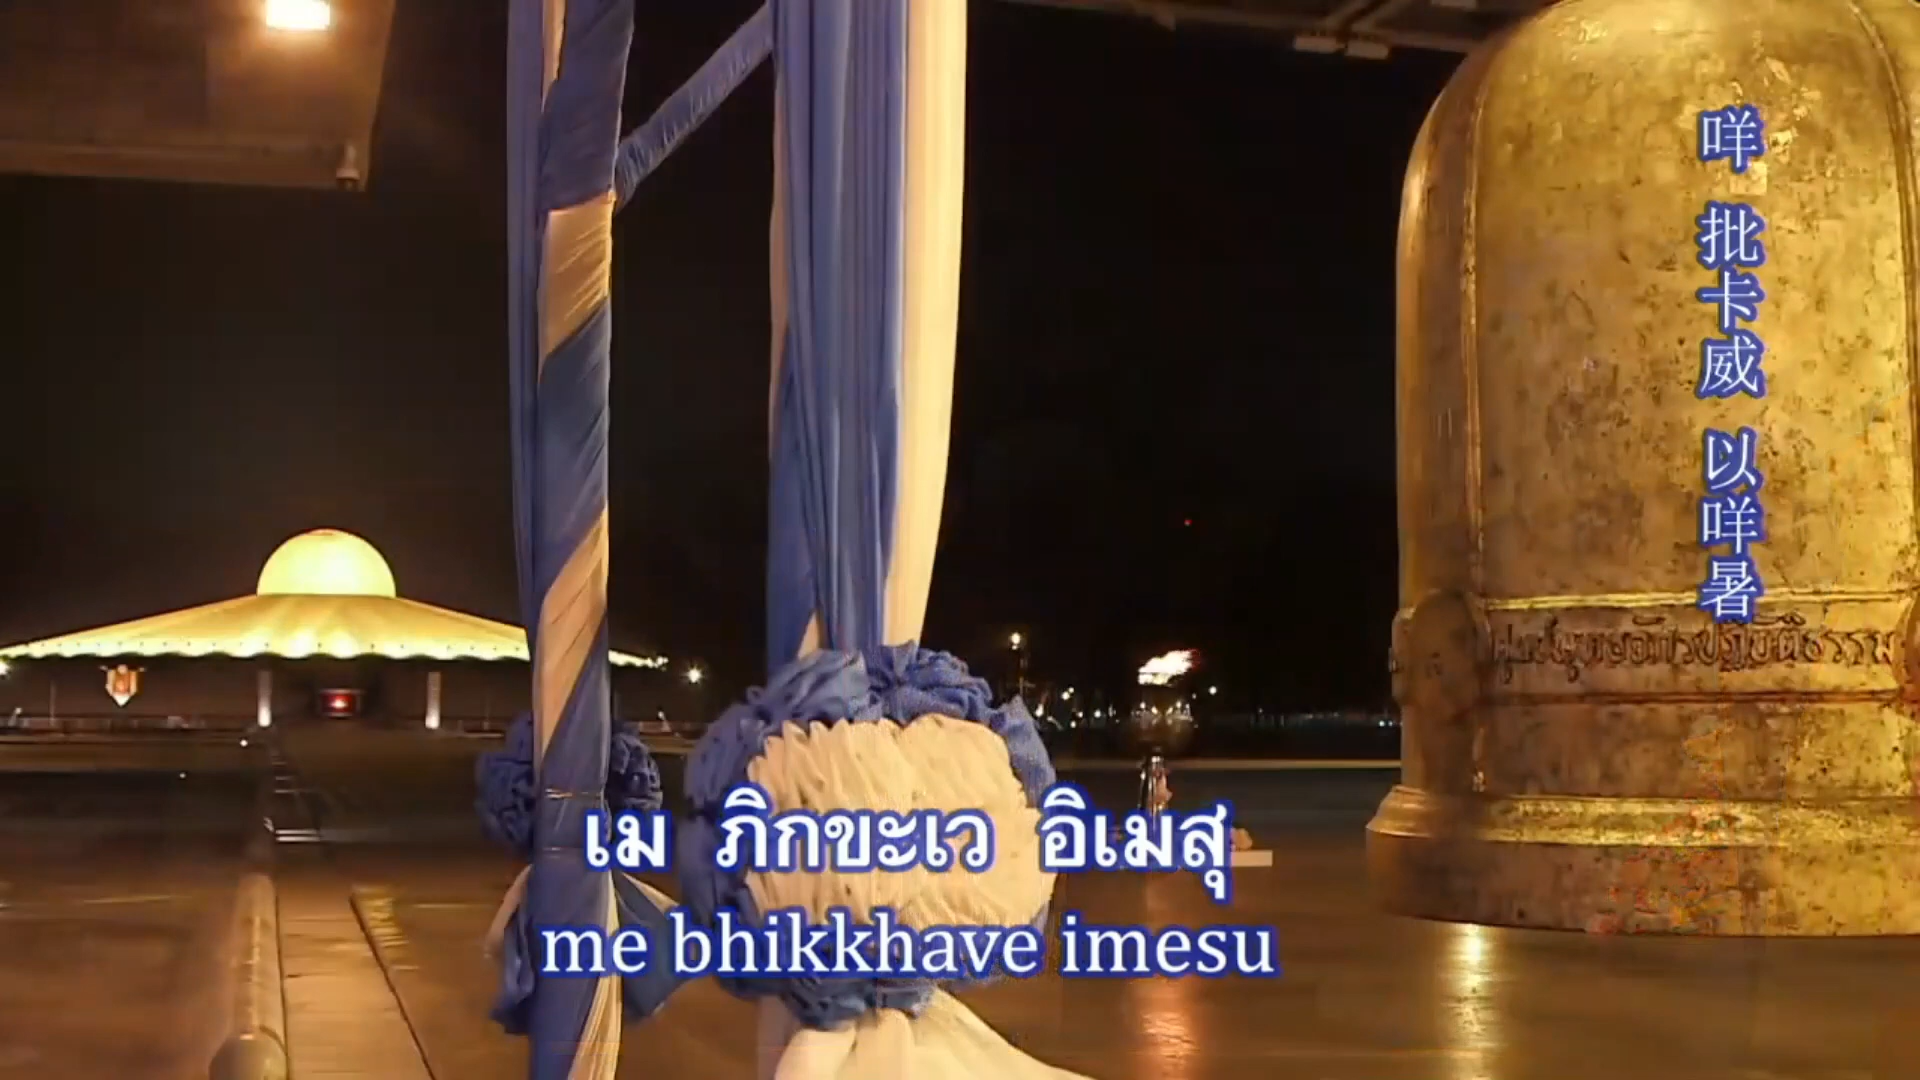 咩 批卡威 以咩暑
เม ภิกขะเว อิเมสุ
me bhikkhave imesu